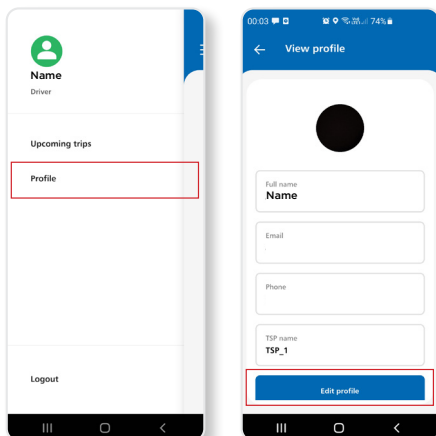 Name
Driver
Upcoming trips
Profile
Logout
00:03 74%
View profile
Full name
Name
Email
Phone
TSP name
TSP_1
Edit profile